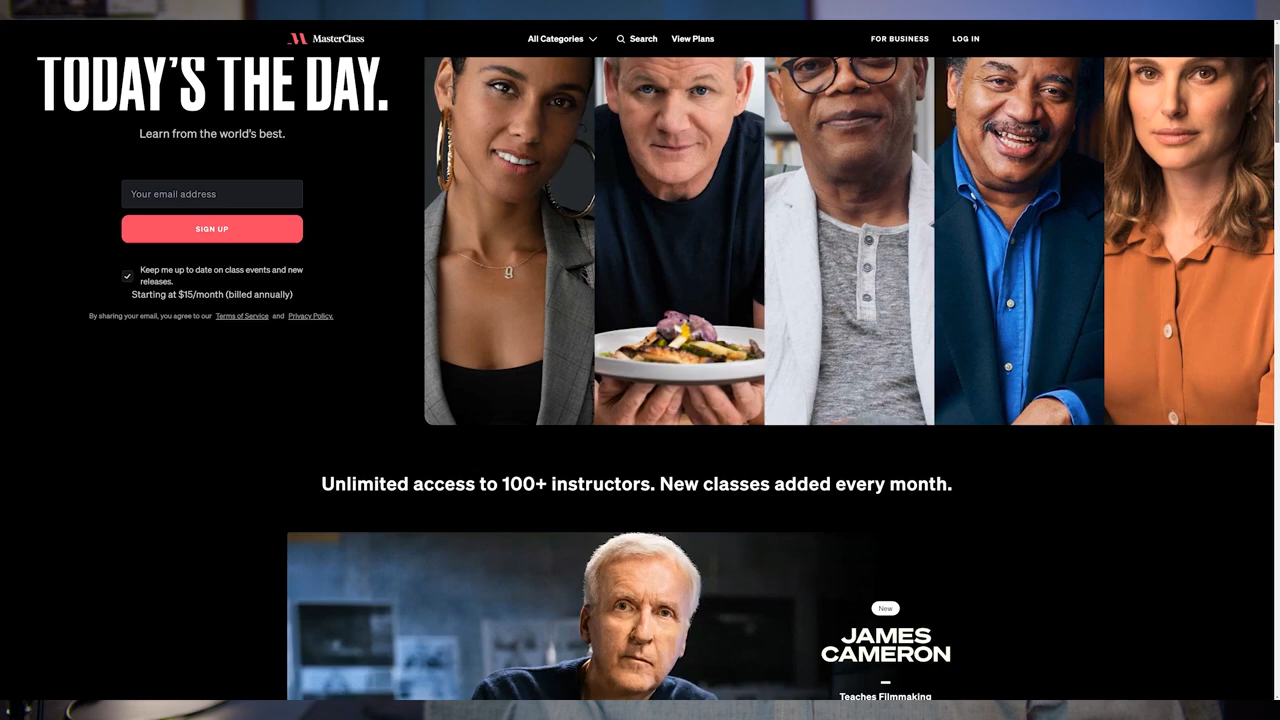 MasterClass
All Categories
Search
View Plans
FOR BUSINESS
LOG IN
TODAY'S THE DAY.
Learn from the world's best.
Your email address
SIGN UP
Keep me up to date on class events and new
releases.
Starting at $15/month (billed annually)
By sharing your email, you agree to our Terms of Service and Privacy Policy.
g
Unlimited access to 100+ instructors. New classes added every month.
New
JAMES
CAMERON
Teaches Filmmaking